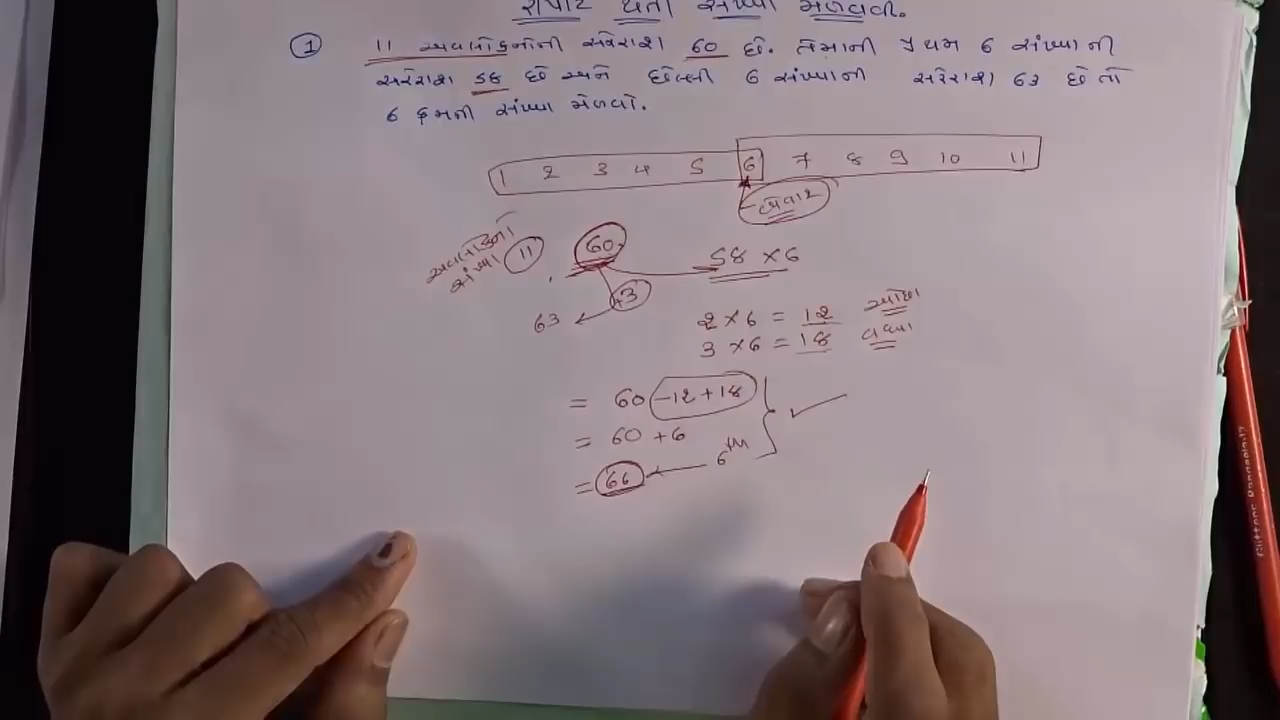 રીપીટ થતી સંખ્યા મેળવવી.
① 11 અવલોકનોની સરેરાશ 60 છે. તેમાની પ્રથમ 6 સંખ્યા ની
સરેરાશ 58 છે અને છેલ્લી 6 સંખ્યાની સરેરાશ 63 છે તો
6 ક્રમની સંખ્યા મેળવો.
1 2 3 4 5 6 7 8 9 10 11
અવલોકનો
સંખ્યા 11
60 58 × 6
+3
63
2 × 6 = 12 ઓછા
3 × 6 = 18 વધ્યા
= 60 -12 + 18
= 60 + 6
= 66 ← 6th